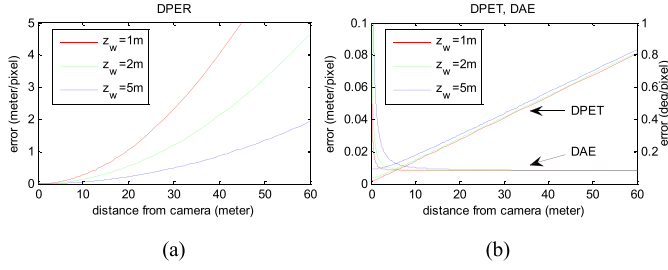 DPER
error (meter/pixel)
5
4
3
2
1
0
z_w=1m
z_w=2m
z_w=5m
0 10 20 30 40 50 60
distance from camera (meter)
(a)
DPET, DAE
error (meter/pixel)
0.1
0.08
0.06
0.04
0.02
0
z_w=1m
z_w=2m
z_w=5m
DPET
DAE
1
0.8
0.6
0.4
0.2
error (deg/pixel)
0 10 20 30 40 50 60
distance from camera (meter)
(b)